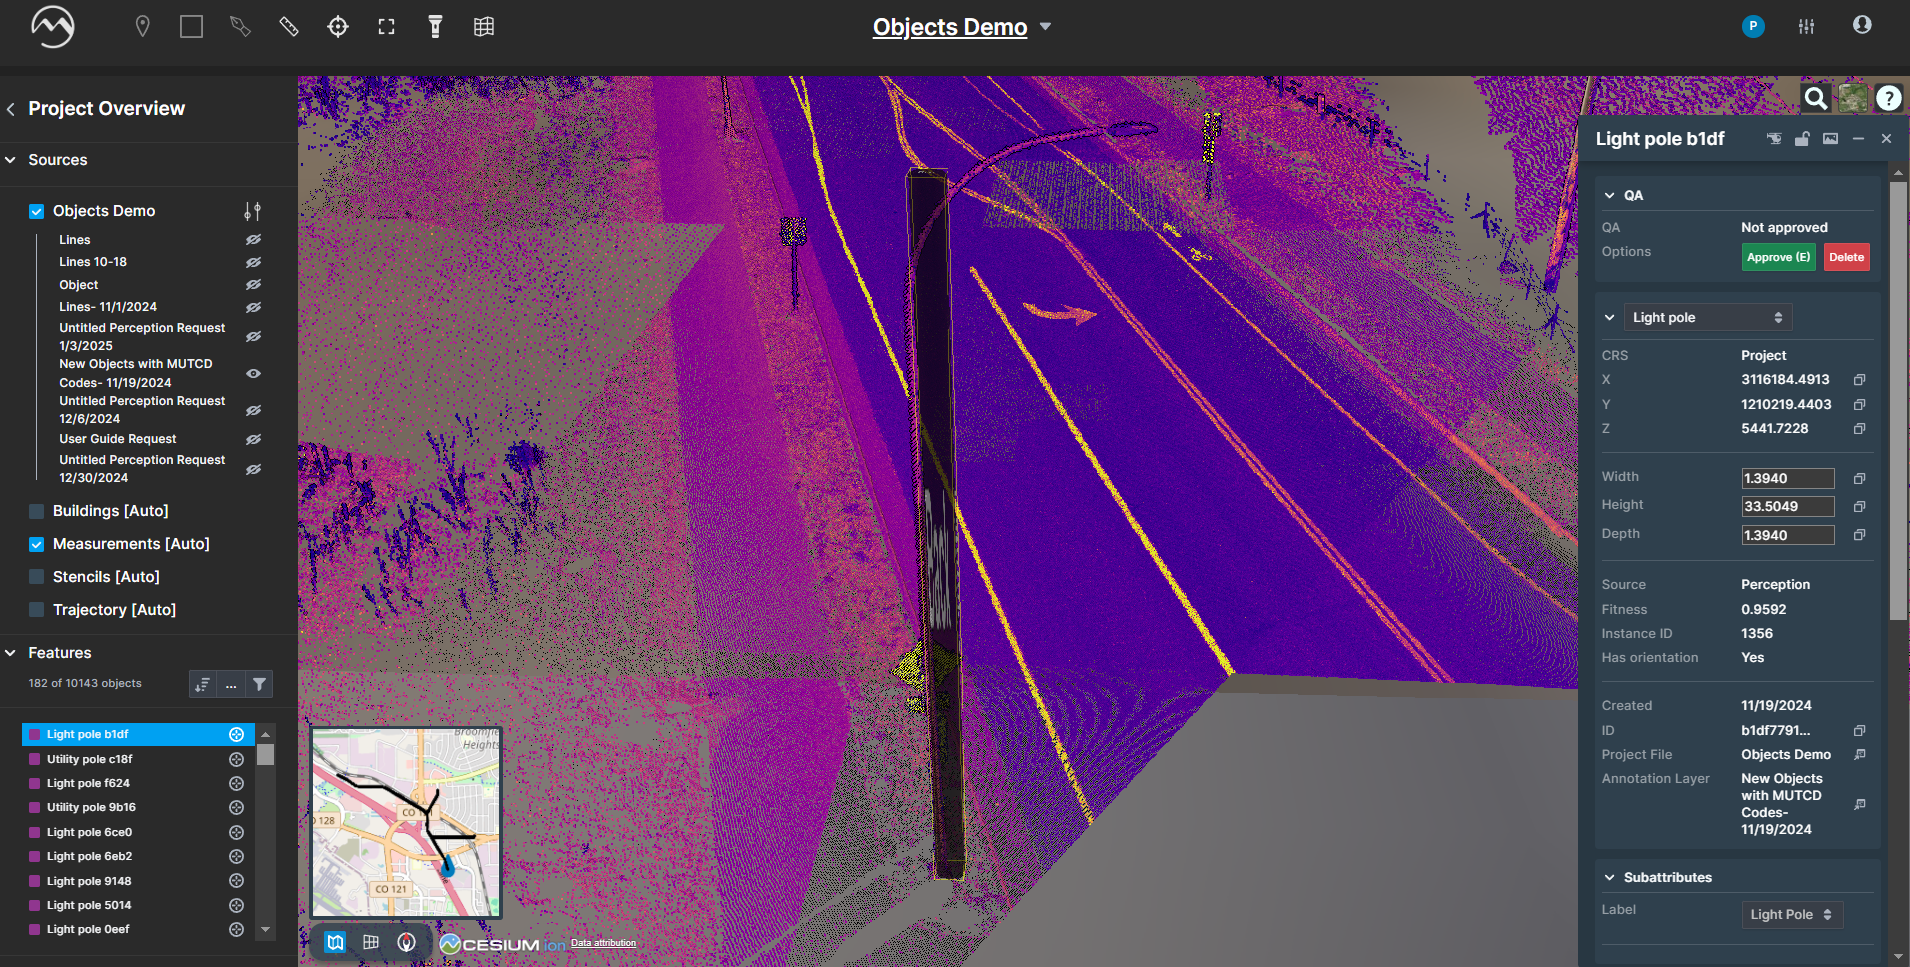 Objects Demo
P
Project Overview
Sources
Objects Demo
Lines
Lines 10-18
Object
Lines- 11/1/2024
Untitled Perception Request
1/3/2025
New Objects with MUTCD
Codes- 11/19/2024
Untitled Perception Request
12/6/2024
User Guide Request
Untitled Perception Request
12/30/2024
Buildings [Auto]
Measurements [Auto]
Stencils [Auto]
Trajectory [Auto]
Features
182 of 10143 objects
...
Light pole b1df
Utility pole c18f
Light pole f624
Utility pole 9b16
Light pole 6ce0
Light pole 6eb2
Light pole 9148
Light pole 5014
Light pole 0eef
Heights
128
CO 121
CESIUM ion
Data attribution
?
Light pole b1df
QA
QA Not approved
Options Approve (E) Delete
Light pole
CRS Project
X 3116184.4913
Y 1210219.4403
Z 5441.7228
Width 1.3940
Height 33.5049
Depth 1.3940
Source Perception
Fitness 0.9592
Instance ID 1356
Has orientation Yes
Created 11/19/2024
ID b1df7791...
Project File Objects Demo
Annotation Layer New Objects
with MUTCD
Codes-
11/19/2024
Subattributes
Label Light Pole